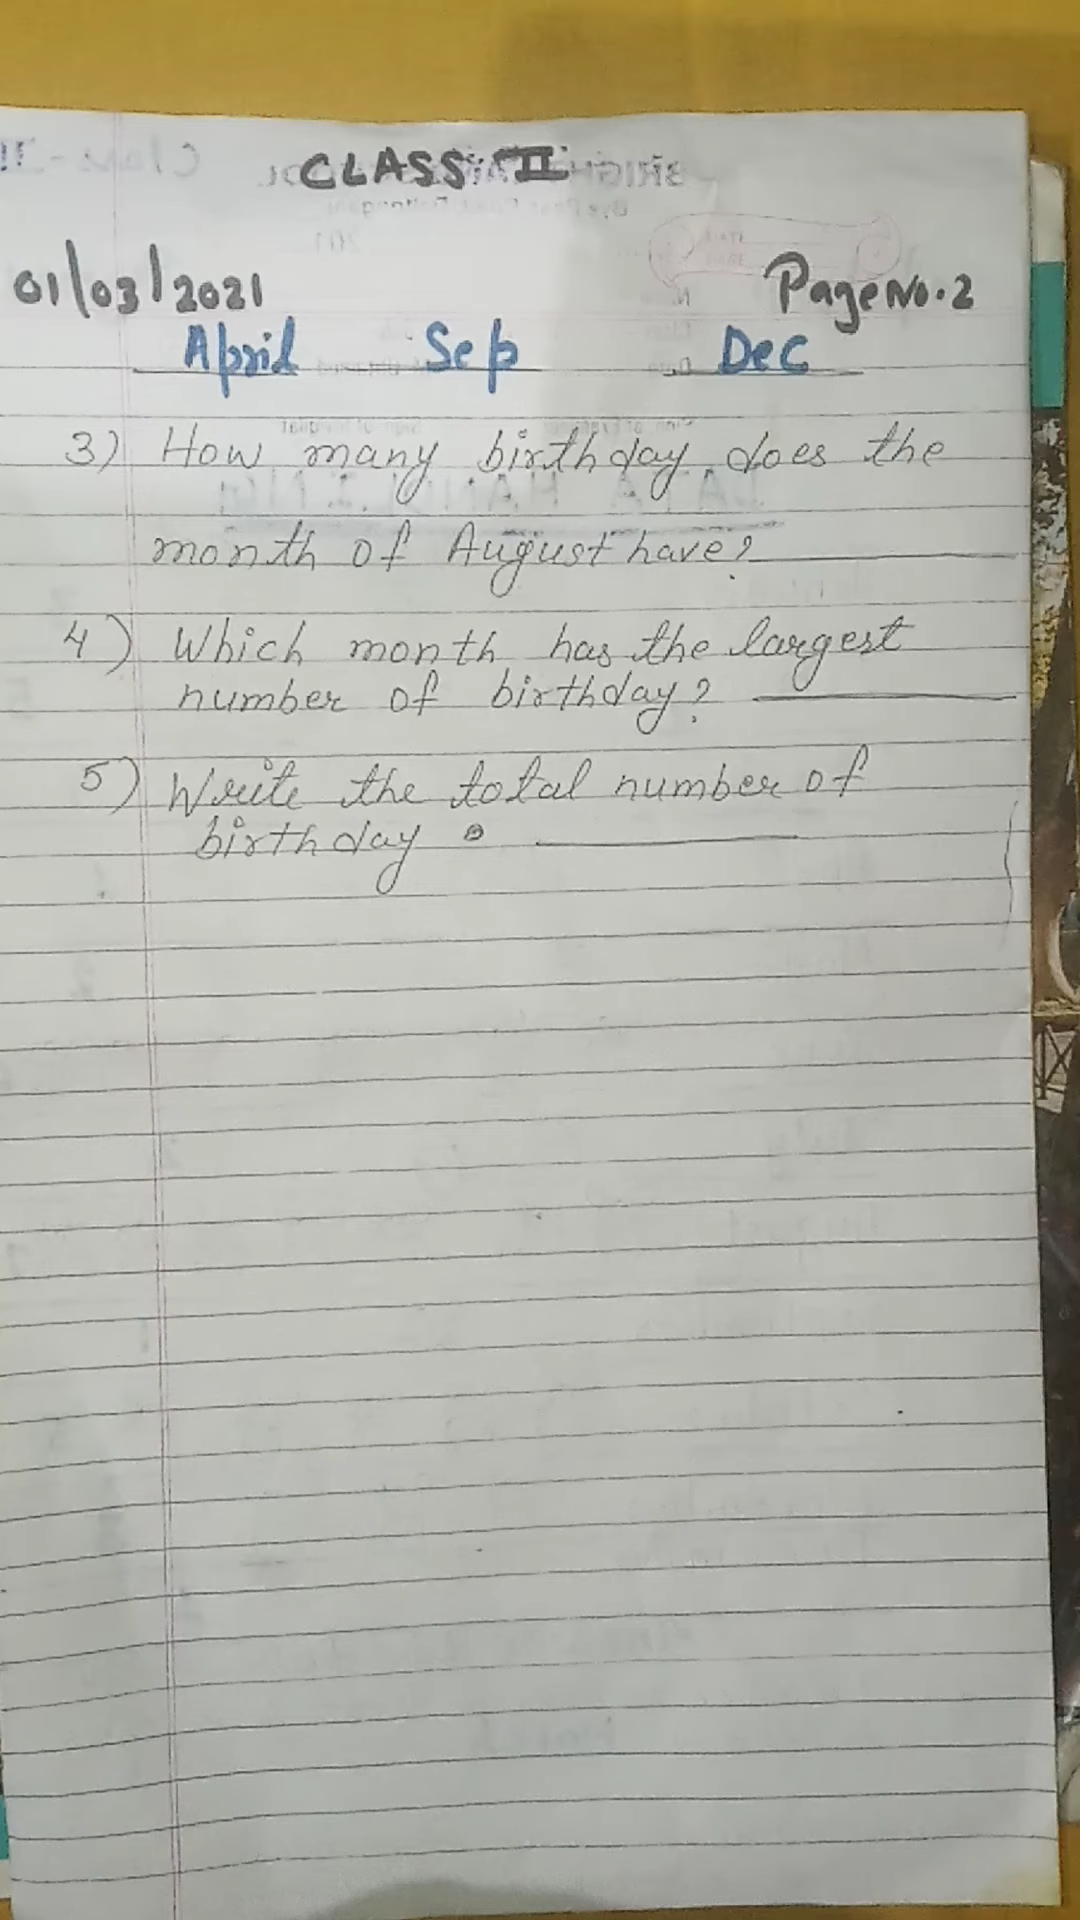 CLASS: II
01/03/2021
Page No. 2
April Sep Dec
3) How many birthday does the
month of August have?
4) Which month has the largest
number of birthday?
5) Write the total number of
birthday